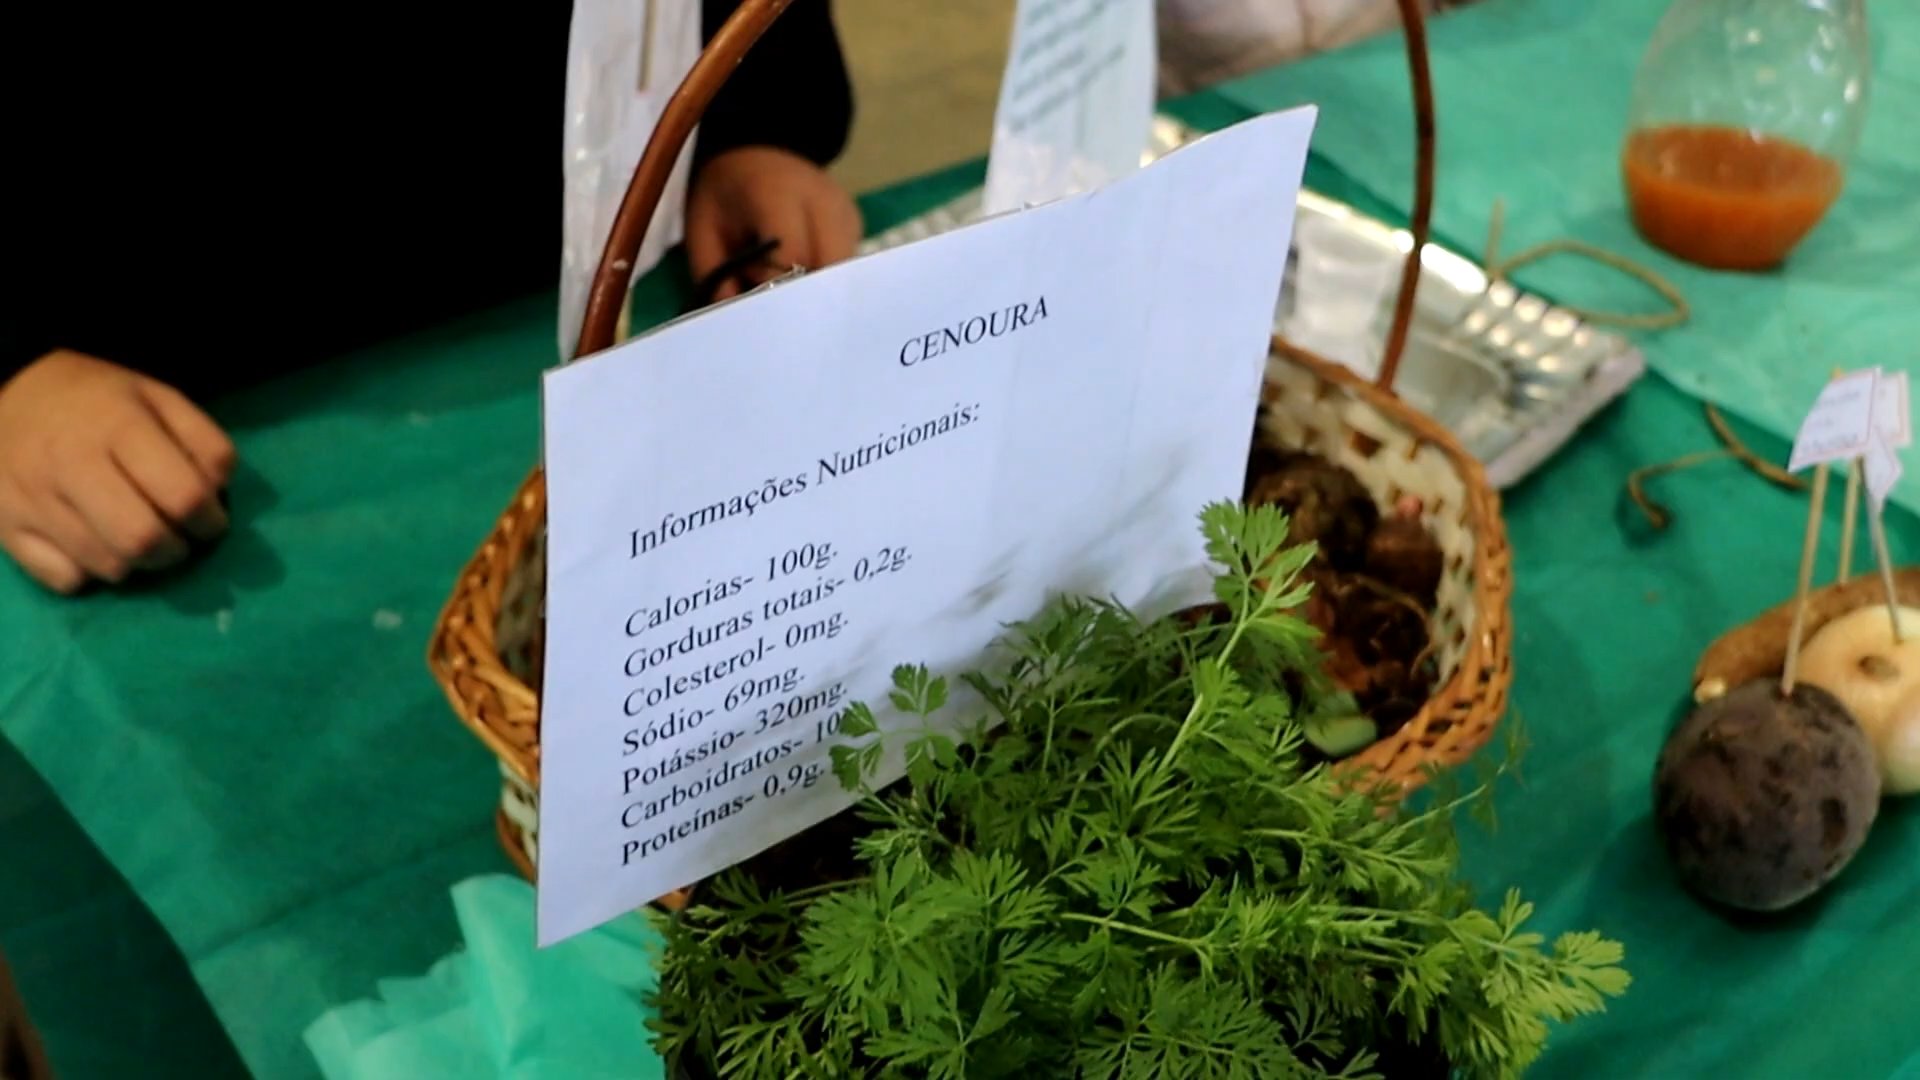 CENOURA
Informações Nutricionais:
Calorias- 100g.
Gorduras totais- 0,2g.
Colesterol- 0mg.
Sódio- 69mg.
Potássio- 320mg.
Carboidratos- 10
Proteínas- 0,9g.